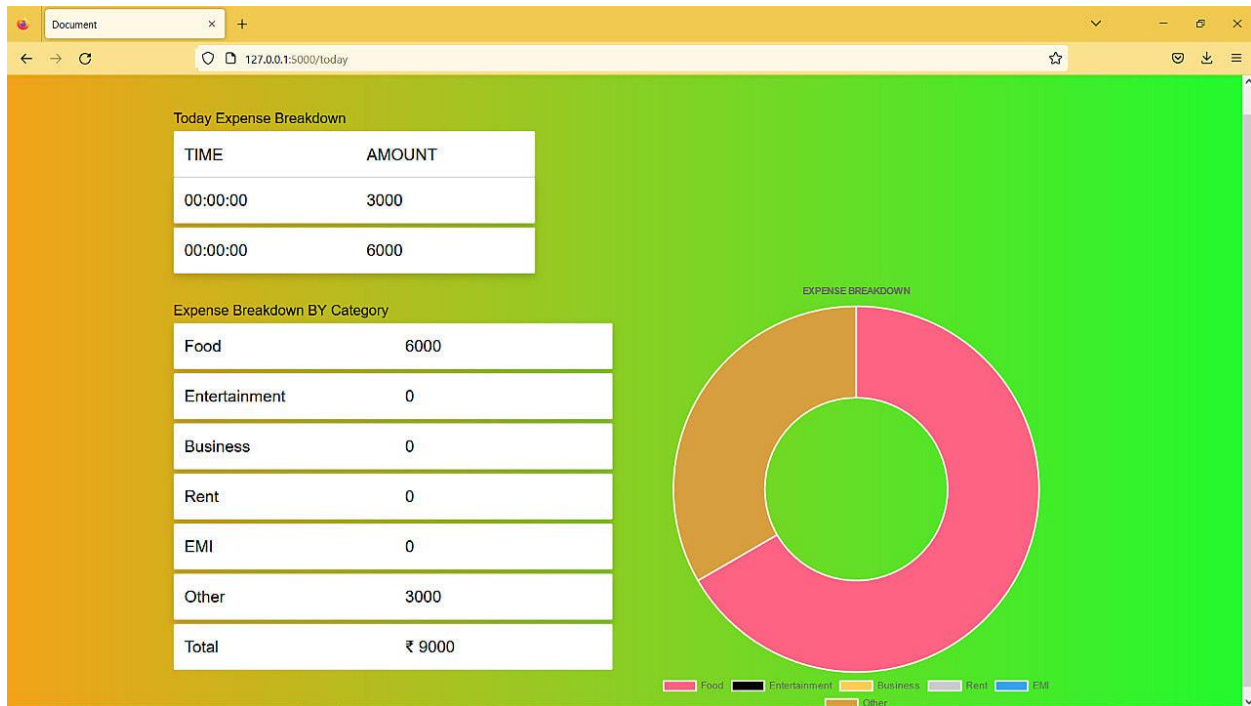 Document
127.0.0.1:5000/today
Today Expense Breakdown
TIME AMOUNT
00:00:00 3000
00:00:00 6000
Expense Breakdown BY Category
Food 6000
Entertainment 0
Business 0
Rent 0
EMI 0
Other 3000
Total ₹ 9000
EXPENSE BREAKDOWN
Food Entertainment Business Rent EMI
Other